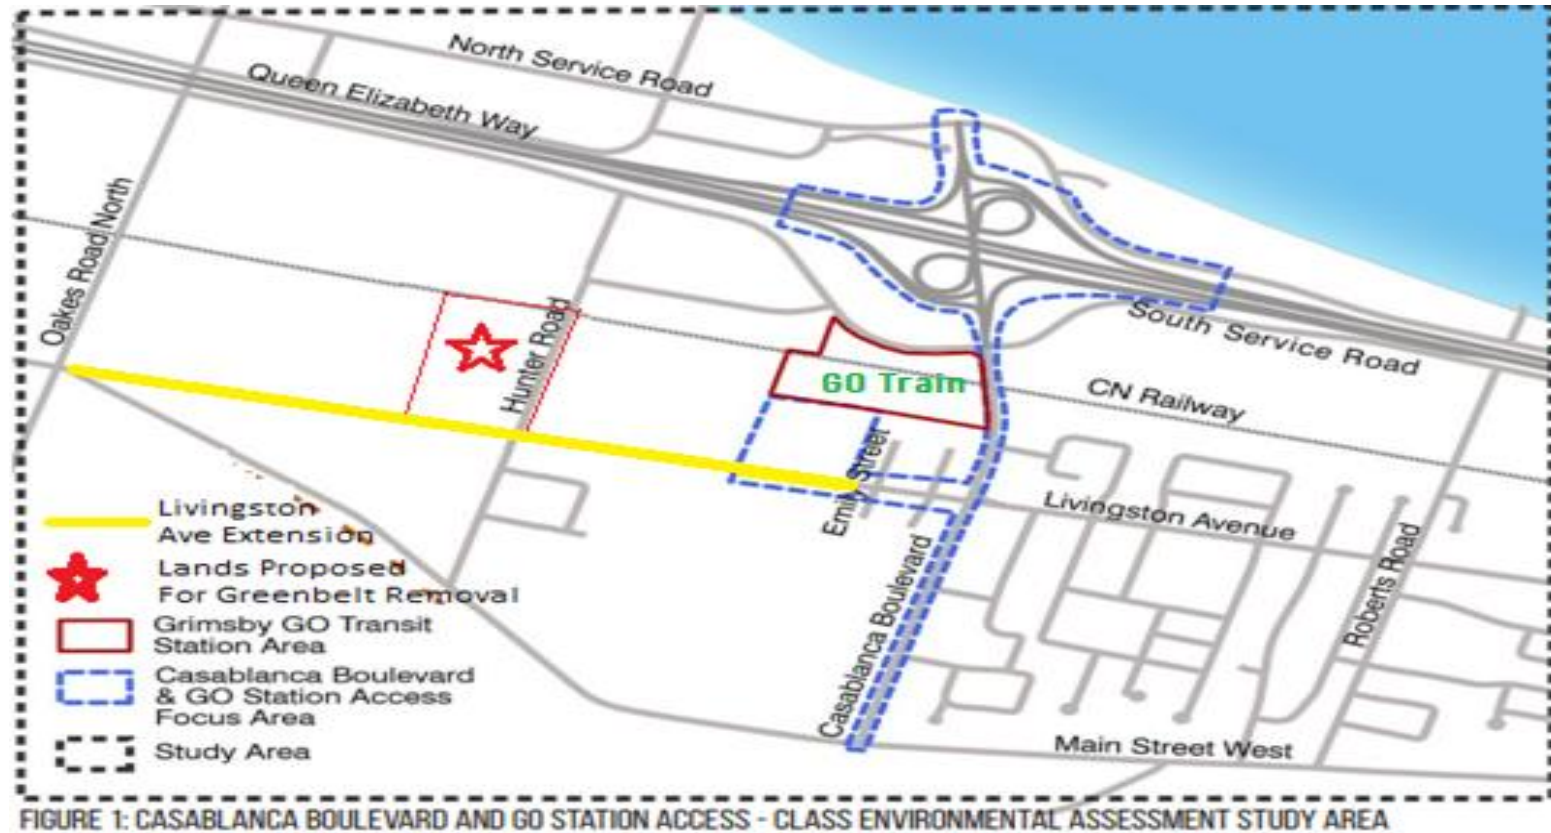 North Service Road
Queen Elizabeth Way
Oakes Road North
Hunter Road
GO Train
South Service Road
CN Railway
Emily Street
Livingston Avenue
Casablanca Boulevard
Roberts Road
Main Street West
Livingston
Ave Extension
Lands Proposed
For Greenbelt Removal
Grimsby GO Transit
Station Area
Casablanca Boulevard
& GO Station Access
Focus Area
Study Area
FIGURE 1: CASABLANCA BOULEVARD AND GO STATION ACCESS - CLASS ENVIRONMENTAL ASSESSMENT STUDY AREA